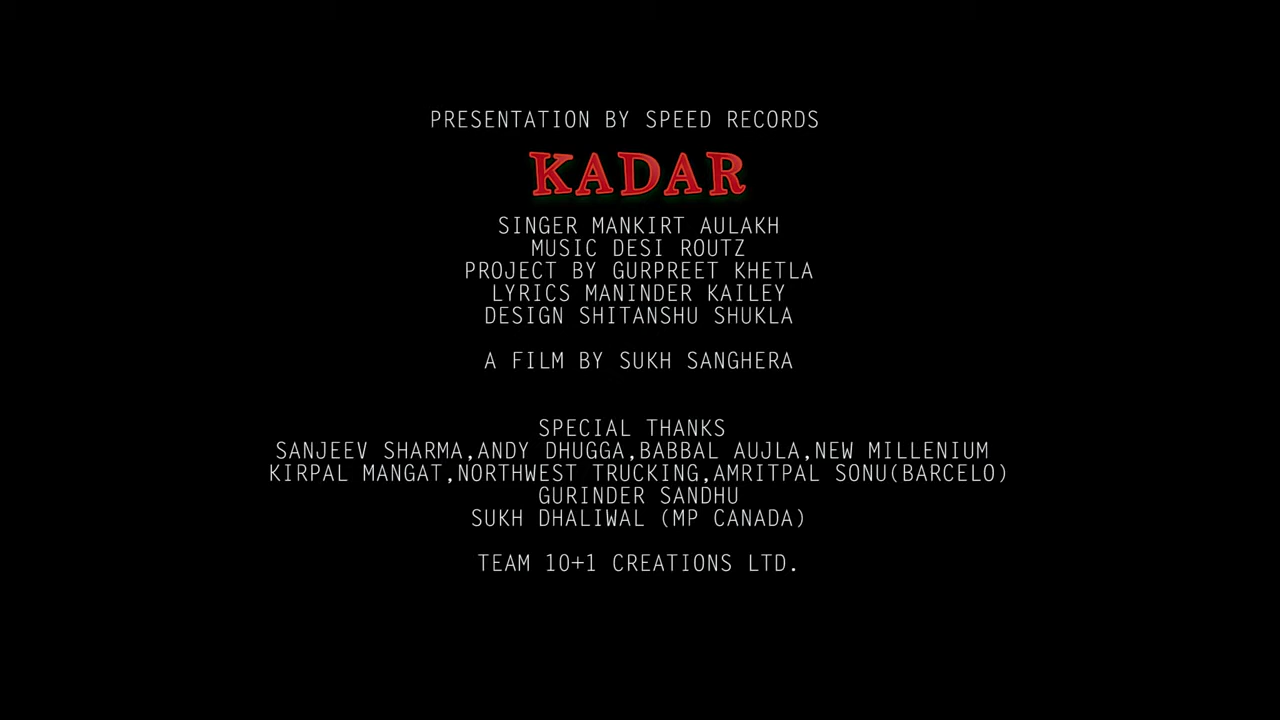 PRESENTATION BY SPEED RECORDS
KADAR
SINGER MANKIRT AULAKH
MUSIC DESI ROUTZ
PROJECT BY GURPREET KHETLA
LYRICS MANINDER KAILEY
DESIGN SHITANSHU SHUKLA
A FILM BY SUKH SANGHERA
SPECIAL THANKS
SANJEEV SHARMA,ANDY DHUGGA,BABBAL AUJLA,NEW MILLENIUM
KIRPAL MANGAT,NORTHWEST TRUCKING,AMRITPAL SONU(BARCELO)
GURINDER SANDHU
SUKH DHALIWAL (MP CANADA)
TEAM 10+1 CREATIONS LTD.